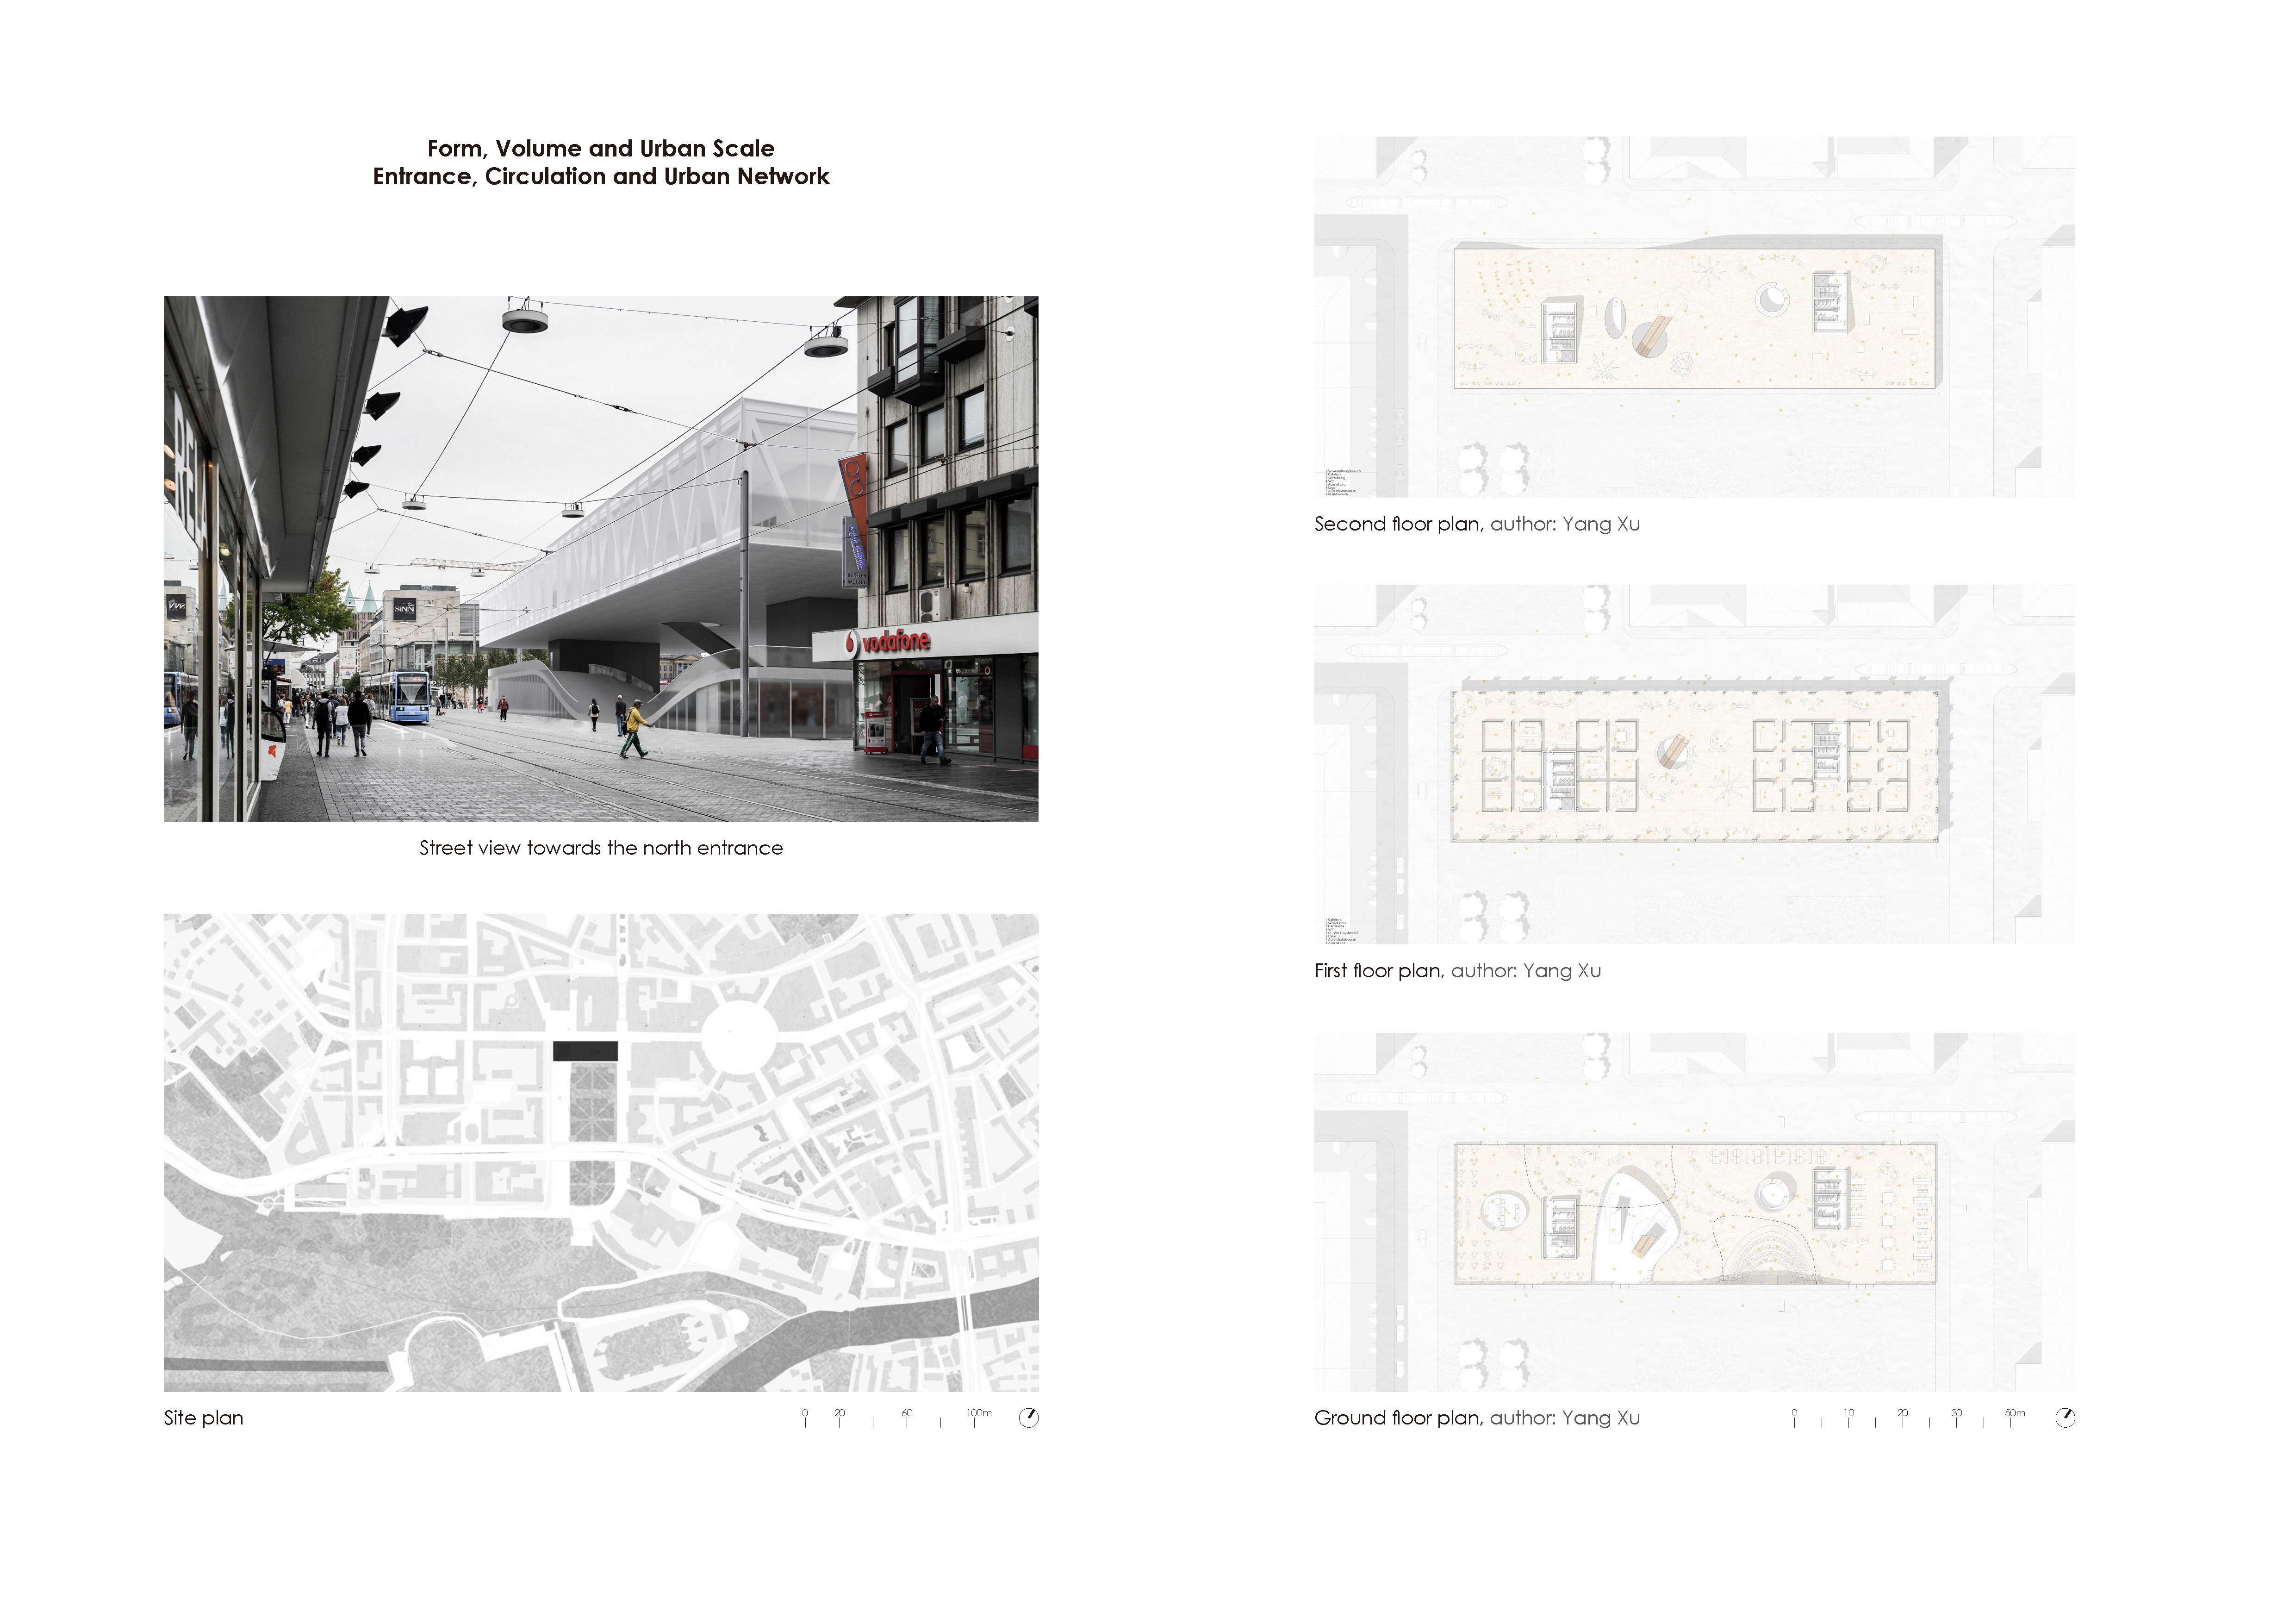 Form, Volume and Urban Scale
Entrance, Circulation and Urban Network
SINN
vodafone
Street view towards the north entrance
Site plan
0 20 60 100m
Second floor plan, author: Yang Xu
First floor plan, author: Yang Xu
Ground floor plan, author: Yang Xu
0 10 20 30 50m